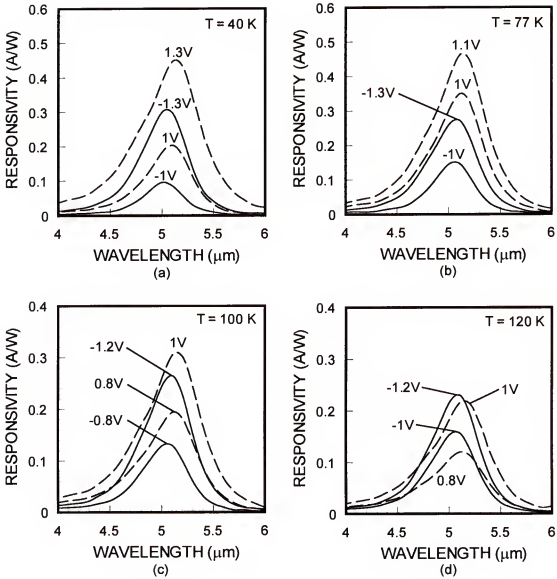 RESPONSIVITY (A/W)
0.6
0.5
0.4
0.3
0.2
0.1
0
T = 40 K
1.3V
-1.3V
1V
-1V
4 4.5 5 5.5 6
WAVELENGTH (μm)
(a)
RESPONSIVITY (A/W)
0.6
0.5
0.4
0.3
0.2
0.1
0
T = 77 K
1.1V
1V
-1.3V
-1V
4 4.5 5 5.5 6
WAVELENGTH (μm)
(b)
RESPONSIVITY (A/W)
0.4
0.3
0.2
0.1
0
T = 100 K
1V
-1.2V
0.8V
-0.8V
4 4.5 5 5.5 6
WAVELENGTH (μm)
(c)
RESPONSIVITY (A/W)
0.4
0.3
0.2
0.1
0
T = 120 K
-1.2V
1V
-1V
0.8V
4 4.5 5 5.5 6
WAVELENGTH (μm)
(d)